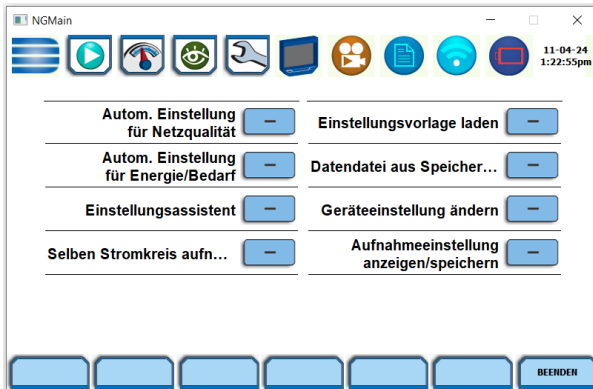 NGMain
11-04-24
1:22:55pm
Autom. Einstellung
für Netzqualität
Einstellungsvorlage laden
Autom. Einstellung
für Energie/Bedarf
Datendatei aus Speicher...
Einstellungsassistent
Geräteeinstellung ändern
Selben Stromkreis aufn...
Aufnahmeeinstellung
anzeigen/speichern
BEENDEN